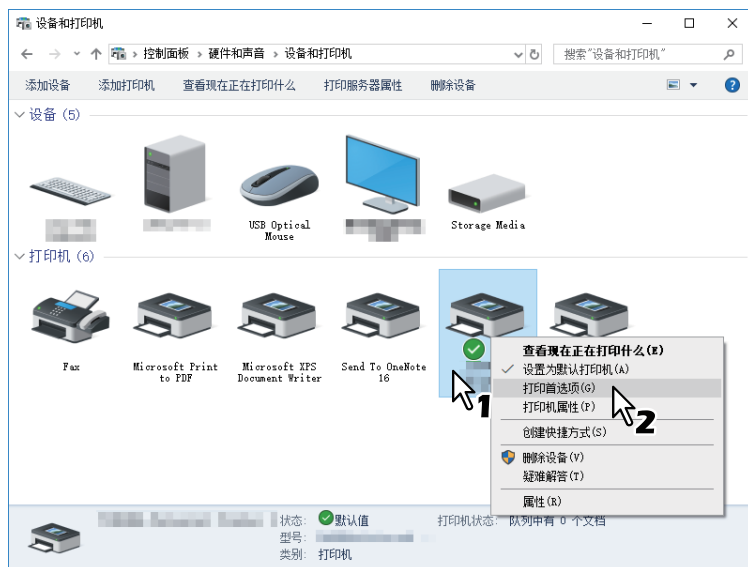 设备和打印机
控制面板 › 硬件和声音 › 设备和打印机
搜索"设备和打印机"
添加设备 添加打印机 查看现在正在打印什么 打印服务器属性 删除设备
设备 (5)
USB Optical
Mouse
Storage Media
打印机 (6)
Fax
Microsoft Print
to PDF
Microsoft XPS
Document Writer
Send To OneNote
16
查看现在正在打印什么(E)
设置为默认打印机(A)
打印首选项(G)
打印机属性(P)
创建快捷方式(S)
删除设备(V)
疑难解答(T)
属性(R)
1
2
状态: 默认值 打印机状态: 队列中有 0 个文档
型号:
类别: 打印机